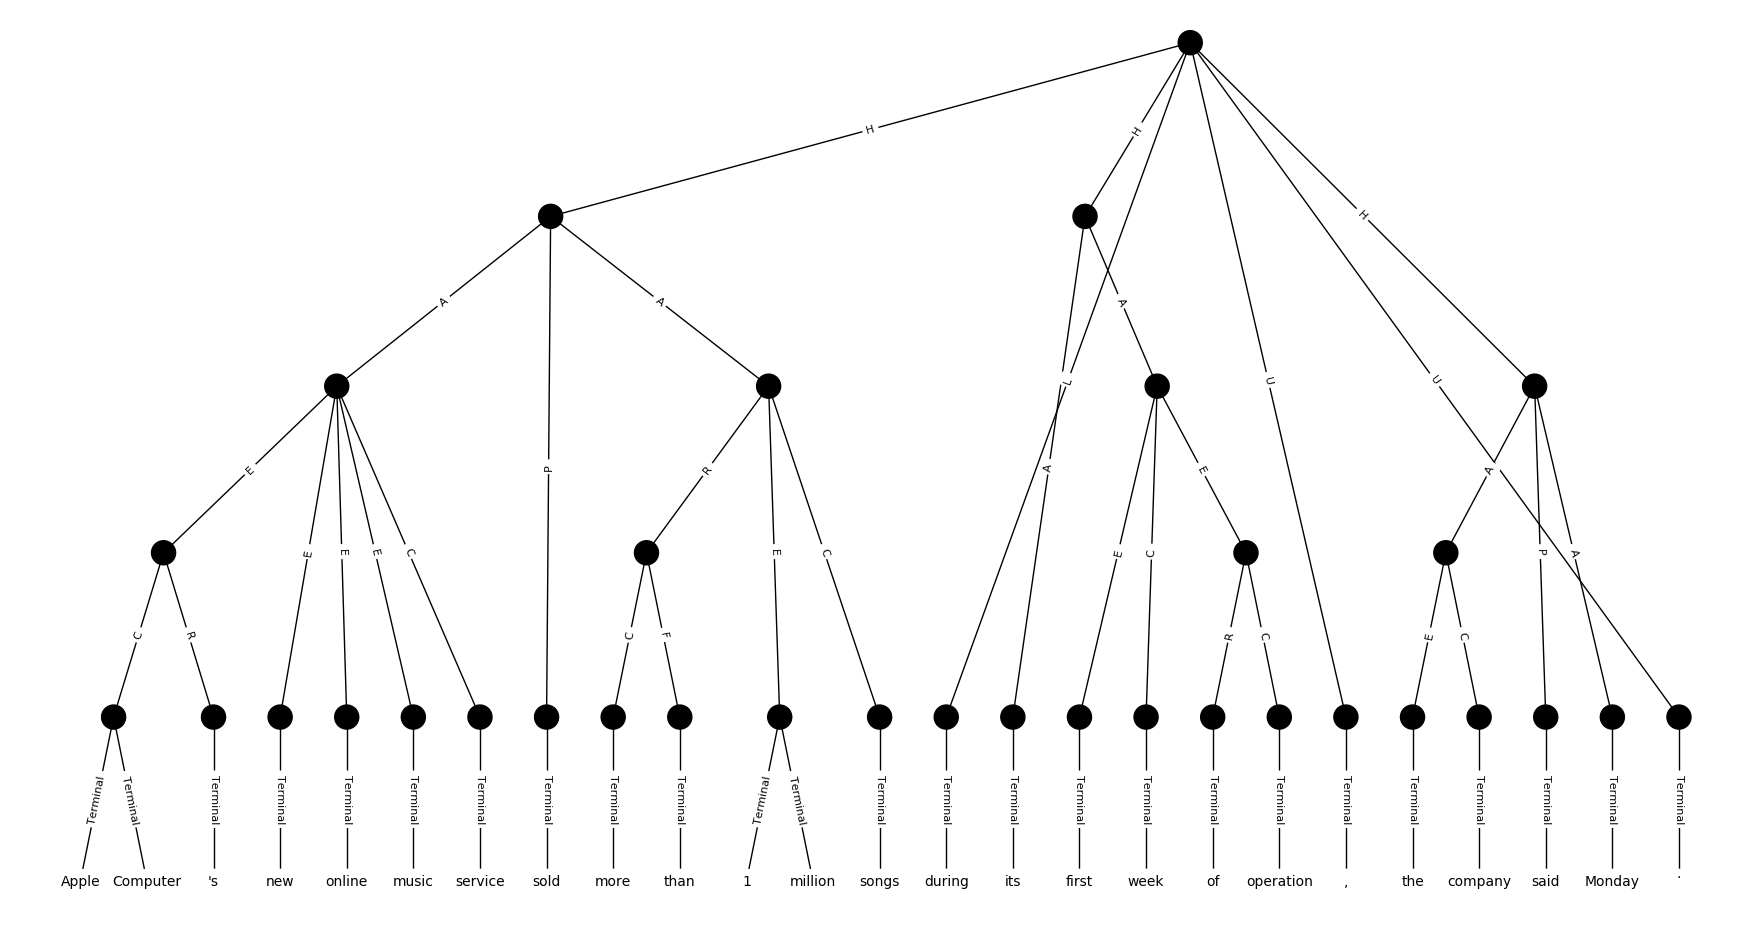 H
H
H
A
A
A
L
U
U
E
P
R
A
E
A
E
E
E
E
C
E
C
E
C
P
A
C
R
C
F
R
C
E
C
Terminal Terminal Terminal Terminal Terminal Terminal Terminal Terminal Terminal Terminal Terminal Terminal Terminal Terminal Terminal Terminal Terminal Terminal Terminal Terminal Terminal Terminal Terminal Terminal Terminal
Apple Computer 's new online music service sold more than 1 million songs during its first week of operation , the company said Monday .